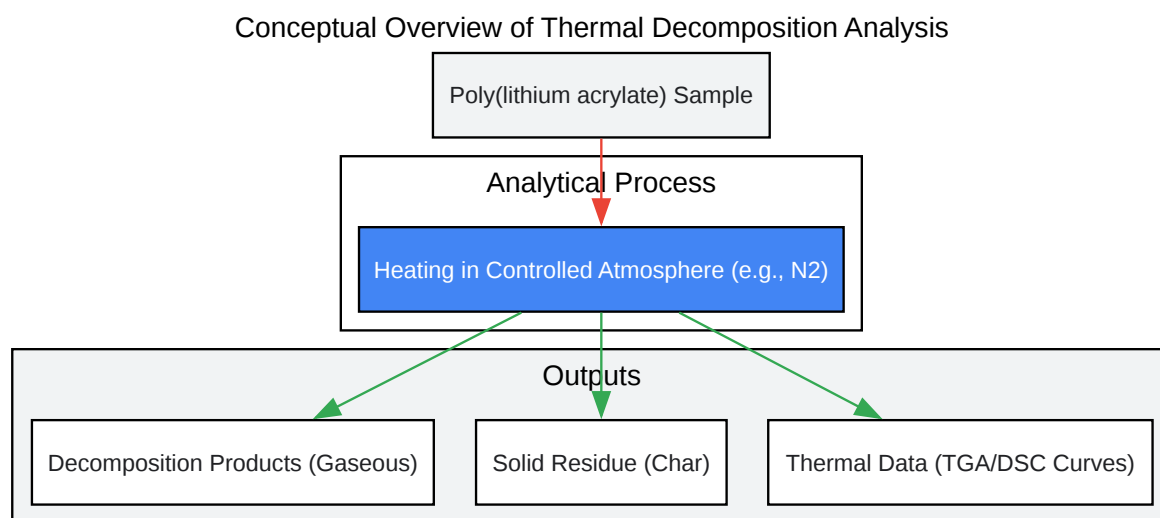 Conceptual Overview of Thermal Decomposition Analysis
Poly(lithium acrylate) Sample
Analytical Process
Heating in Controlled Atmosphere (e.g., N2)
Outputs
Decomposition Products (Gaseous)
Solid Residue (Char)
Thermal Data (TGA/DSC Curves)